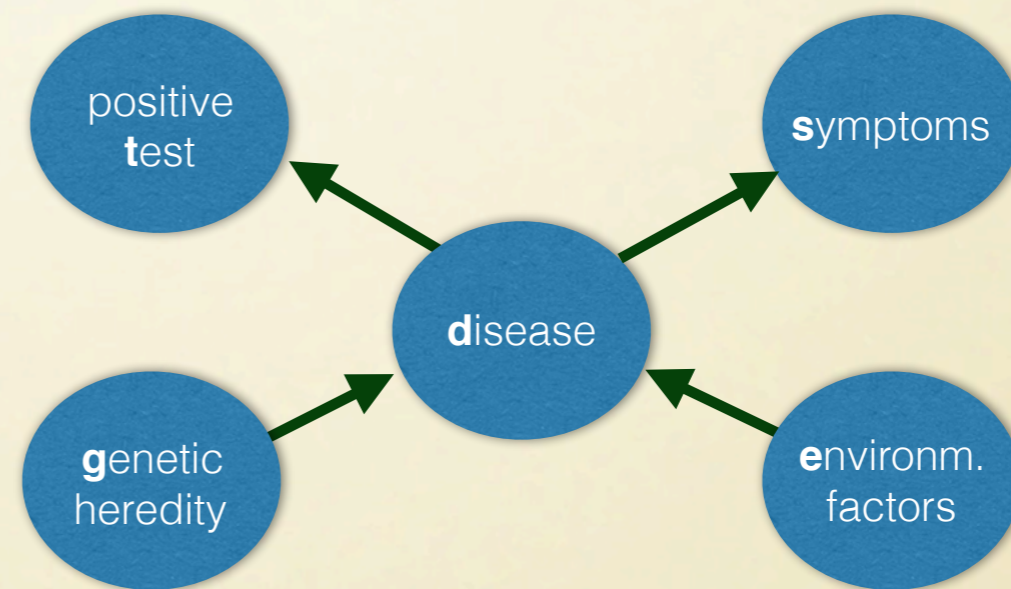 positive
test
symptoms
disease
genetic
heredity
environm.
factors